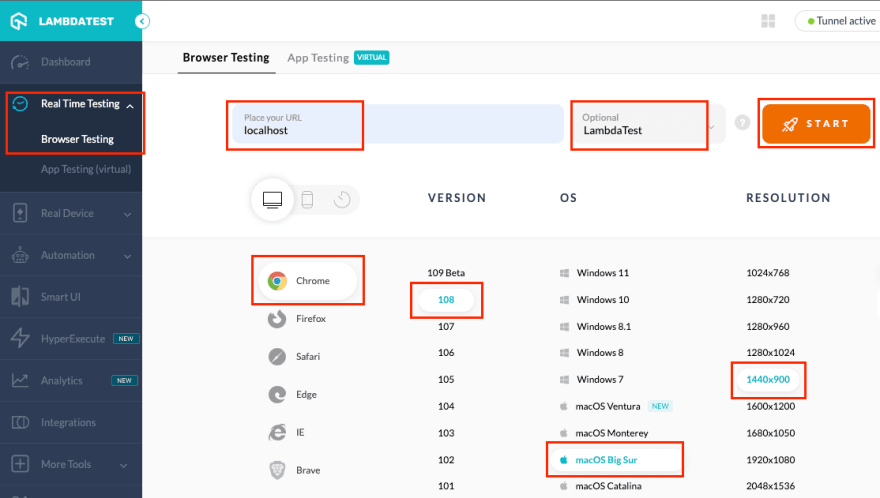 LAMBDATEST
Tunnel active
Dashboard
Real Time Testing
Browser Testing
App Testing (virtual)
Real Device
Automation
Smart UI
HyperExecute NEW
Analytics NEW
Integrations
More Tools
Browser Testing App Testing VIRTUAL
Place your URL
localhost
Optional
LambdaTest
?
START
VERSION OS RESOLUTION
Chrome
Firefox
Safari
Edge
IE
Brave
109 Beta
108
107
106
105
104
103
102
101
Windows 11
Windows 10
Windows 8.1
Windows 8
Windows 7
macOS Ventura NEW
macOS Monterey
macOS Big Sur
macOS Catalina
1024x768
1280x720
1280x960
1280x1024
1440x900
1600x1200
1680x1050
1920x1080
2048x1536